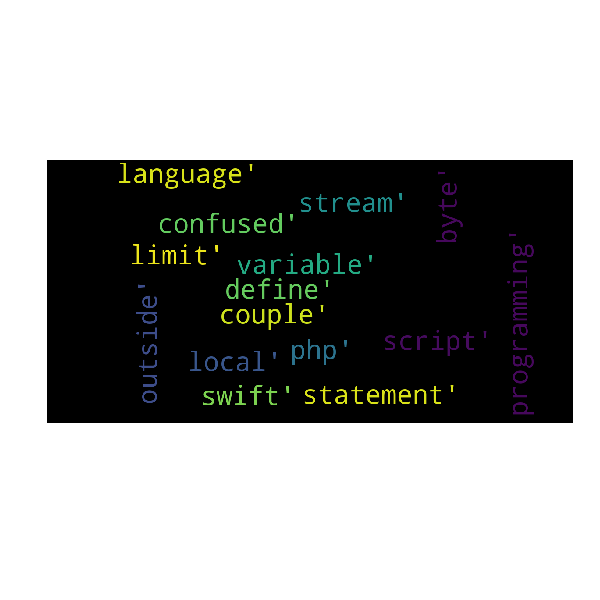 language'
byte'
stream'
confused'
programming'
limit'
variable'
define'
outside'
couple'
script'
php'
local'
swift'
statement'